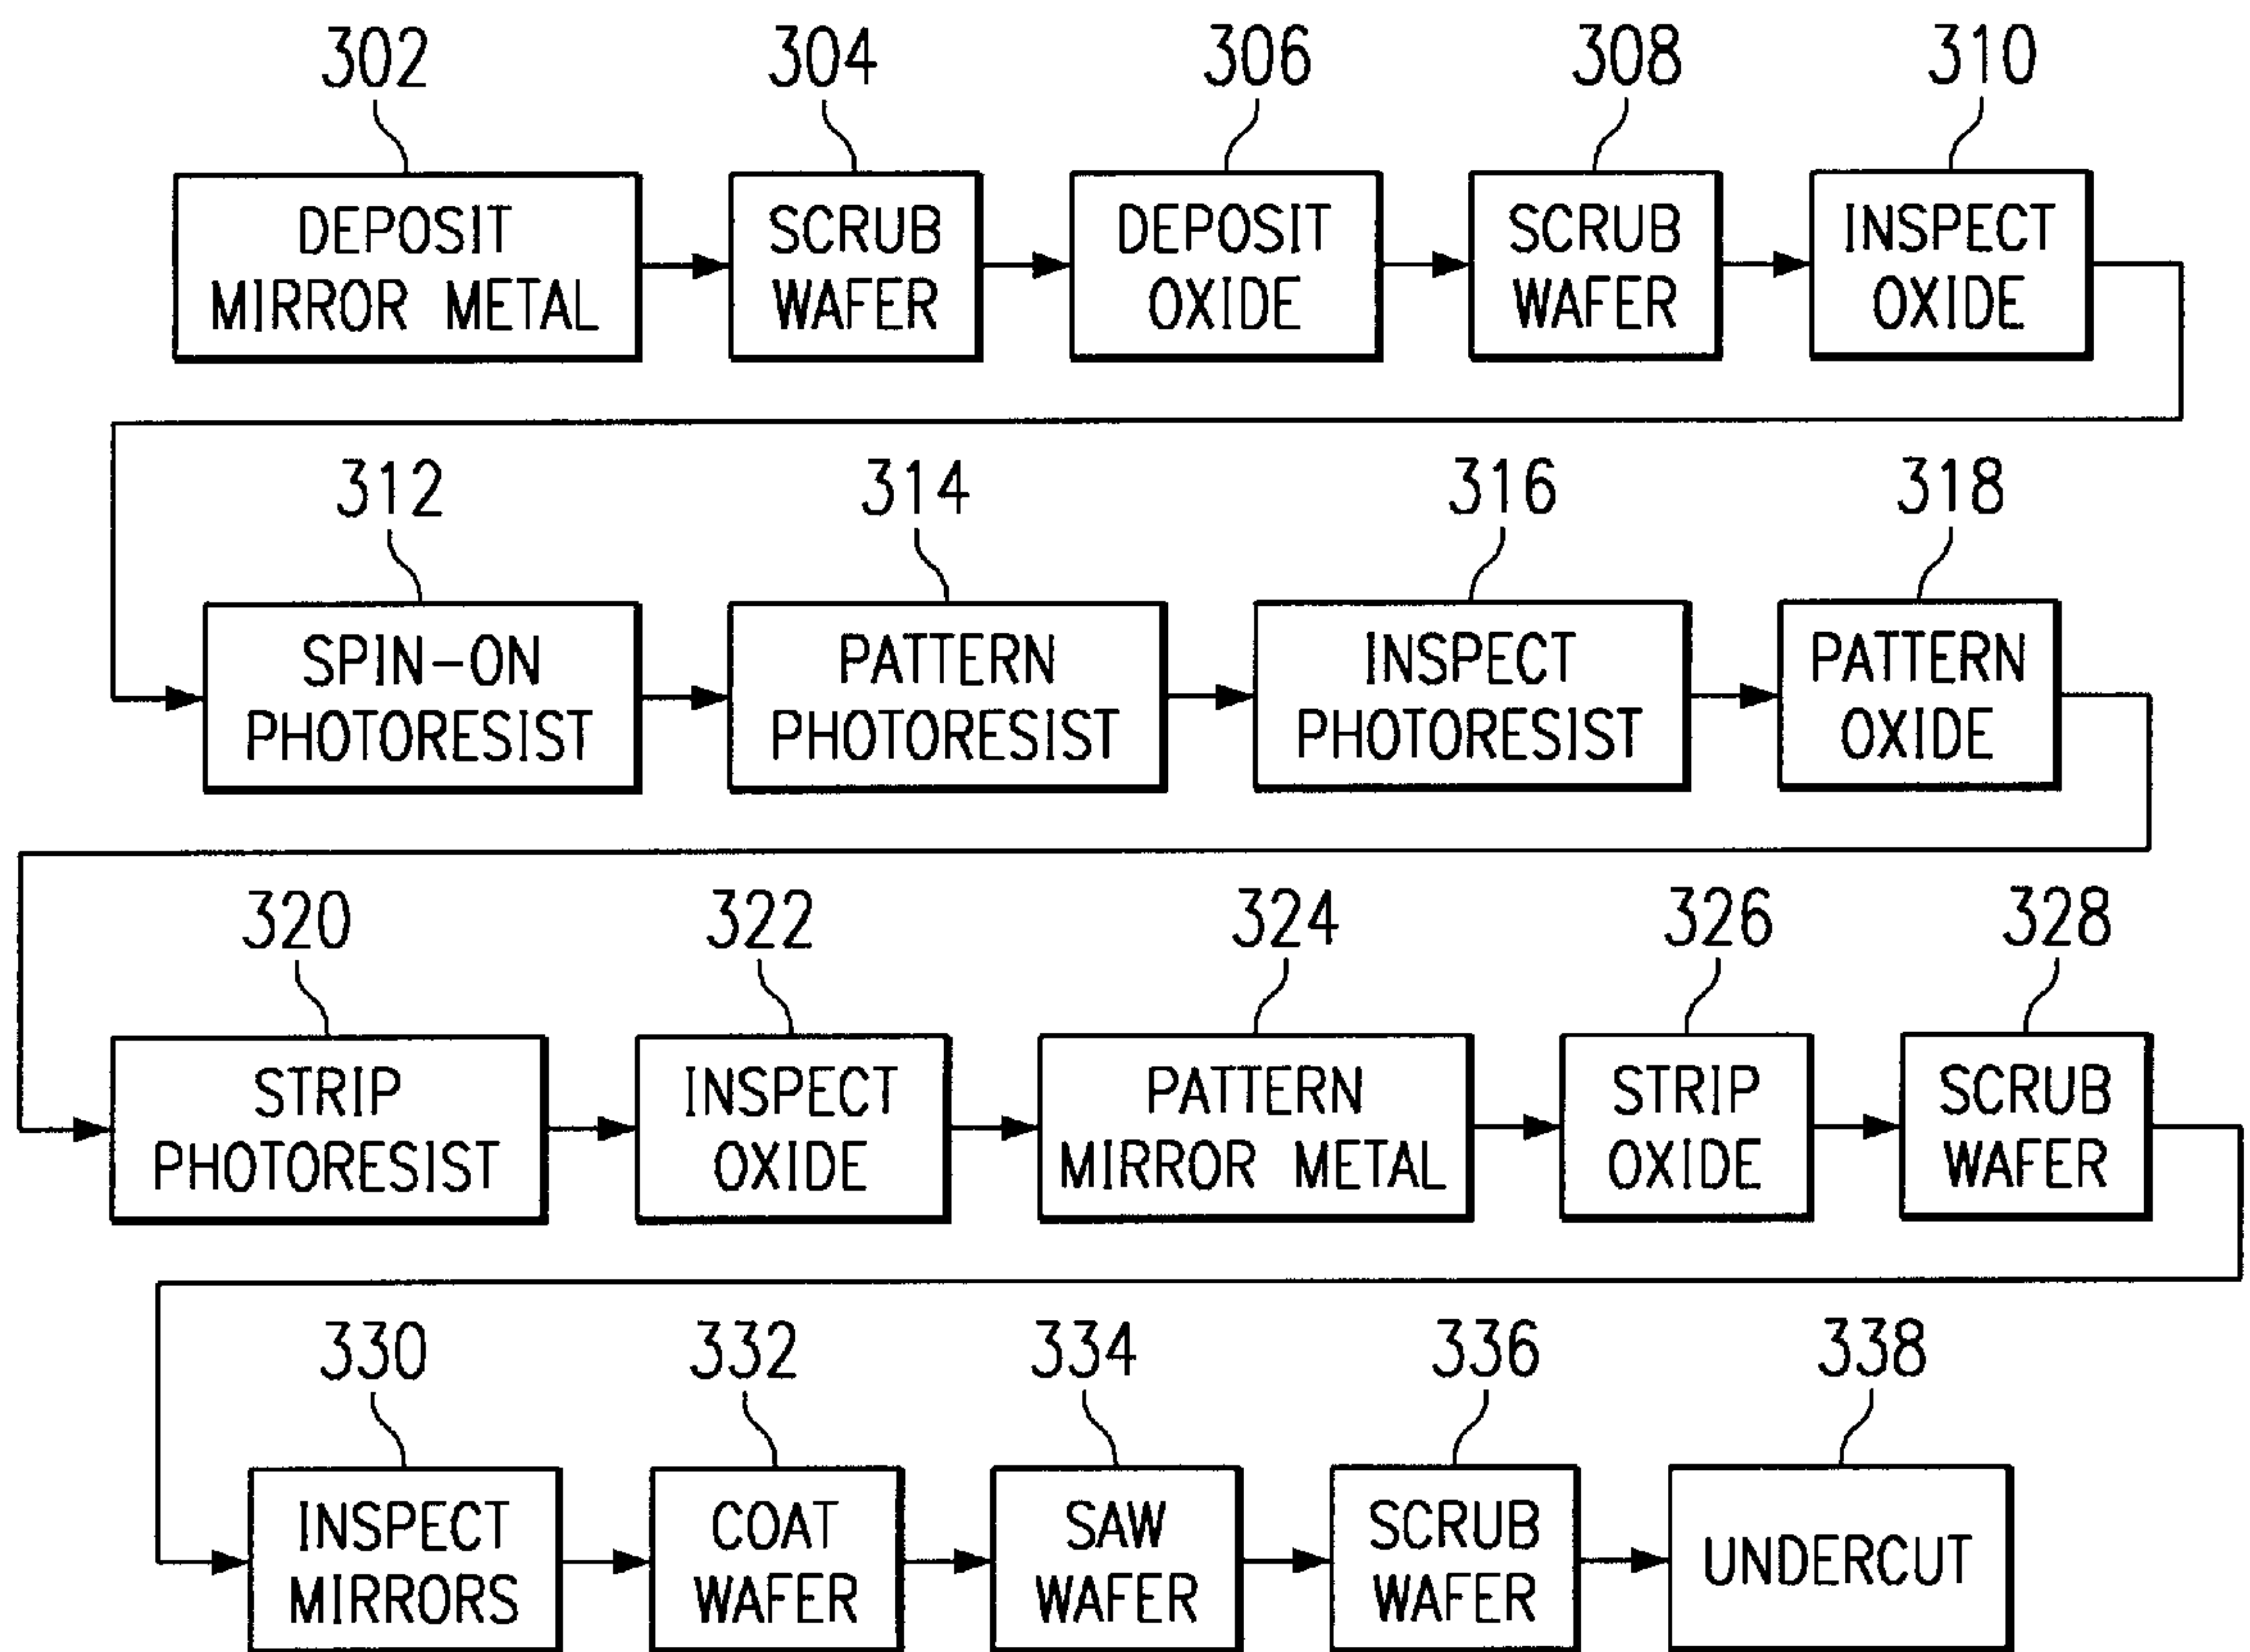 302 304 306 308 310
DEPOSIT SCRUB DEPOSIT SCRUB INSPECT
MIRROR METAL WAFER OXIDE WAFER OXIDE
312 314 316 318
SPIN-ON PATTERN INSPECT PATTERN
PHOTORESIST PHOTORESIST PHOTORESIST OXIDE
320 322 324 326 328
STRIP INSPECT PATTERN STRIP SCRUB
PHOTORESIST OXIDE MIRROR METAL OXIDE WAFER
330 332 334 336 338
INSPECT COAT SAW SCRUB UNDERCUT
MIRRORS WAFER WAFER WAFER